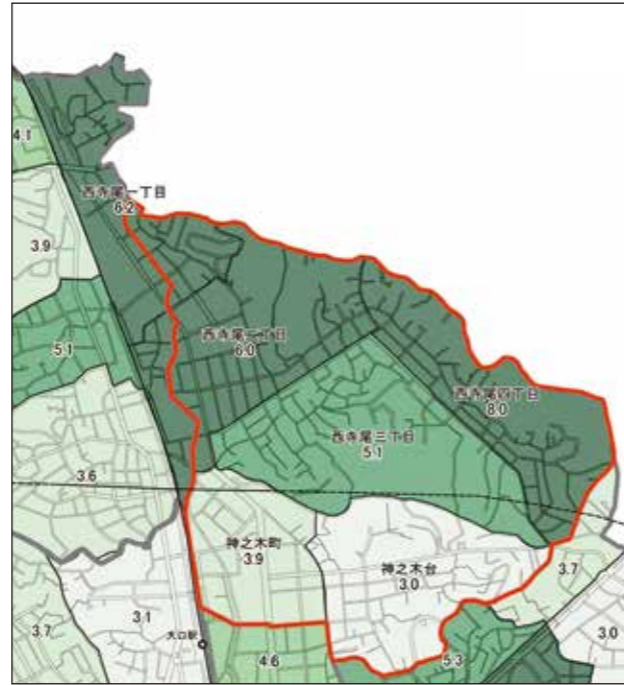 4.1
西寺尾一丁目
6.2
3.9
5.1
西寺尾二丁目
6.0
西寺尾四丁目
8.0
西寺尾三丁目
5.1
3.6
神之木町
3.9
神之木台
3.0
3.7
3.1
大口駅
3.7
4.6
5.3
3.0